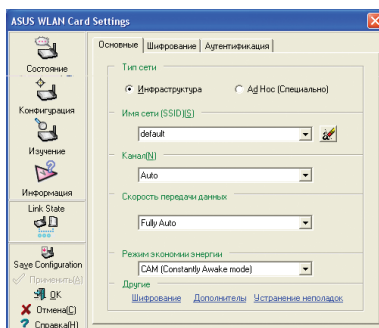 ASUS WLAN Card Settings
Состояние
Конфигурация
Изучение
Информация
Link State
Save Configuration
Применить(A)
OK
Отмена(C)
Справка(H)
Основные
Шифрование
Аутентификация
Тип сети
Инфраструктура
Ad Hoc (Специально)
Имя сети (SSID)(S)
default
Канал(N)
Auto
Скорость передачи данных
Fully Auto
Режим экономии энергии
CAM (Constantly Awake mode)
Другие
Шифрование Дополнителы Устранение неполадок